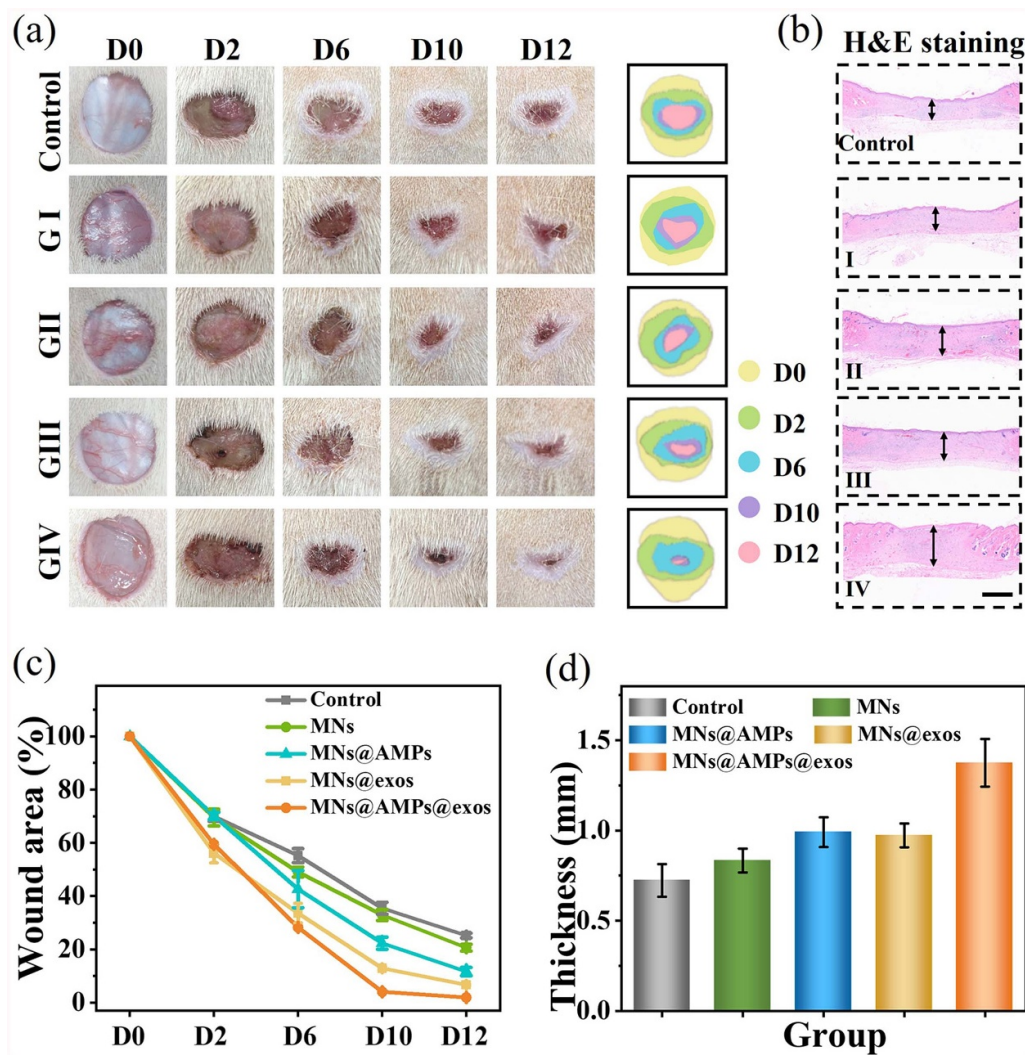 (a)
D0 D2 D6 D10 D12
Control
G I
GII
GIII
GIV
D0
D2
D6
D10
D12
(b)
H&E staining
Control
I
II
III
IV
(c)
Wound area (%)
100
80
60
40
20
0
D0 D2 D6 D10 D12
Control
MNs
MNs@AMPs
MNs@exos
MNs@AMPs@exos
(d)
Thickness (mm)
1.5
1.0
0.5
0.0
Control MNs
MNs@AMPs MNs@exos
MNs@AMPs@exos
Group